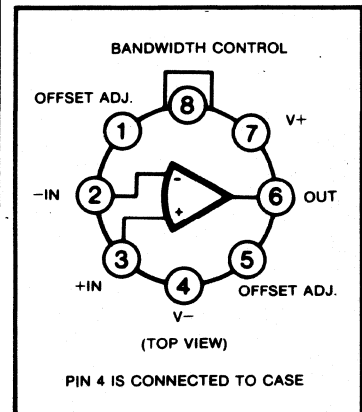 BANDWIDTH CONTROL
OFFSET ADJ.
8
1
7
V+
−IN
2
-
6
OUT
+
3
5
+IN
4
OFFSET ADJ.
V−
(TOP VIEW)
PIN 4 IS CONNECTED TO CASE